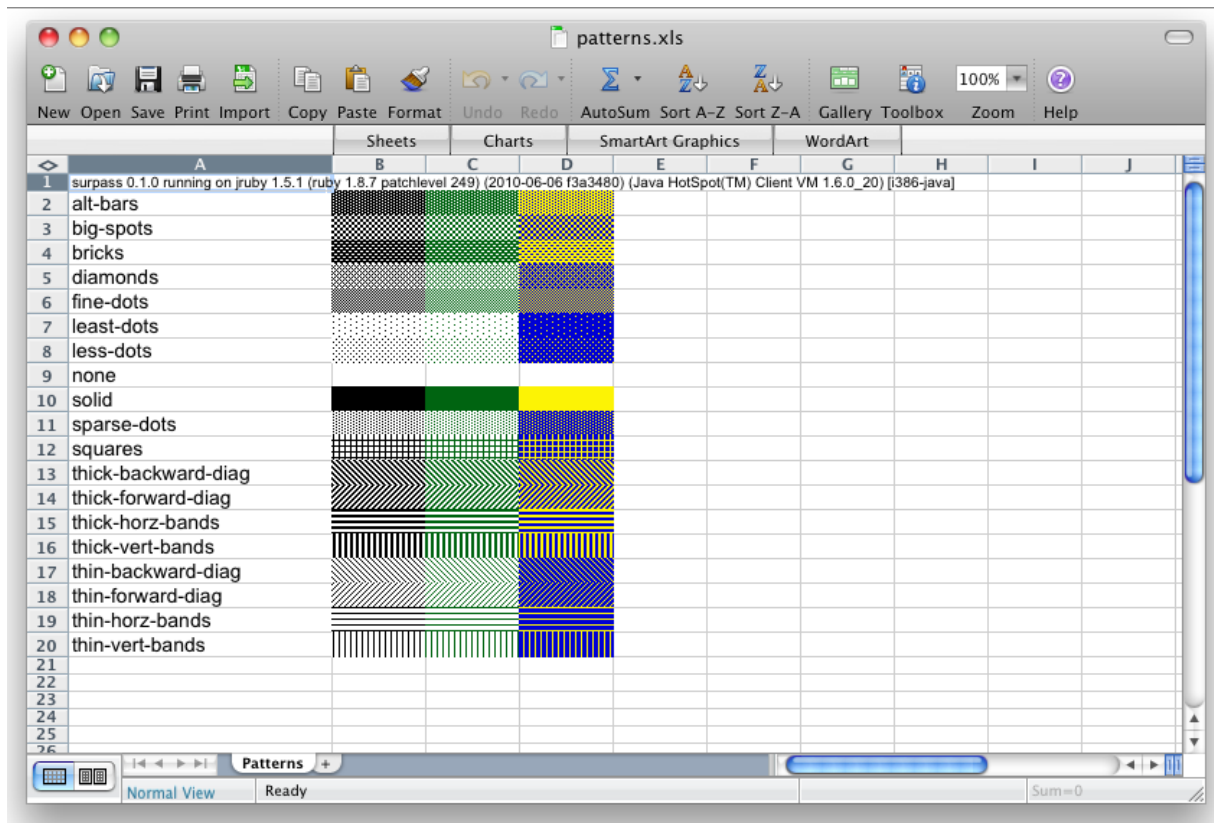 patterns.xls
100%
New Open Save Print Import Copy Paste Format Undo Redo AutoSum Sort A-Z Sort Z-A Gallery Toolbox Zoom Help
Sheets Charts SmartArt Graphics WordArt
A B C D E F G H I J
1 surpass 0.1.0 running on jruby 1.5.1 (ruby 1.8.7 patchlevel 249) (2010-06-06 f3a3480) (Java HotSpot(TM) Client VM 1.6.0_20) [i386-java]
2 alt-bars
3 big-spots
4 bricks
5 diamonds
6 fine-dots
7 least-dots
8 less-dots
9 none
10 solid
11 sparse-dots
12 squares
13 thick-backward-diag
14 thick-forward-diag
15 thick-horz-bands
16 thick-vert-bands
17 thin-backward-diag
18 thin-forward-diag
19 thin-horz-bands
20 thin-vert-bands
21
22
23
24
25
26
Patterns +
Normal View Ready Sum=0